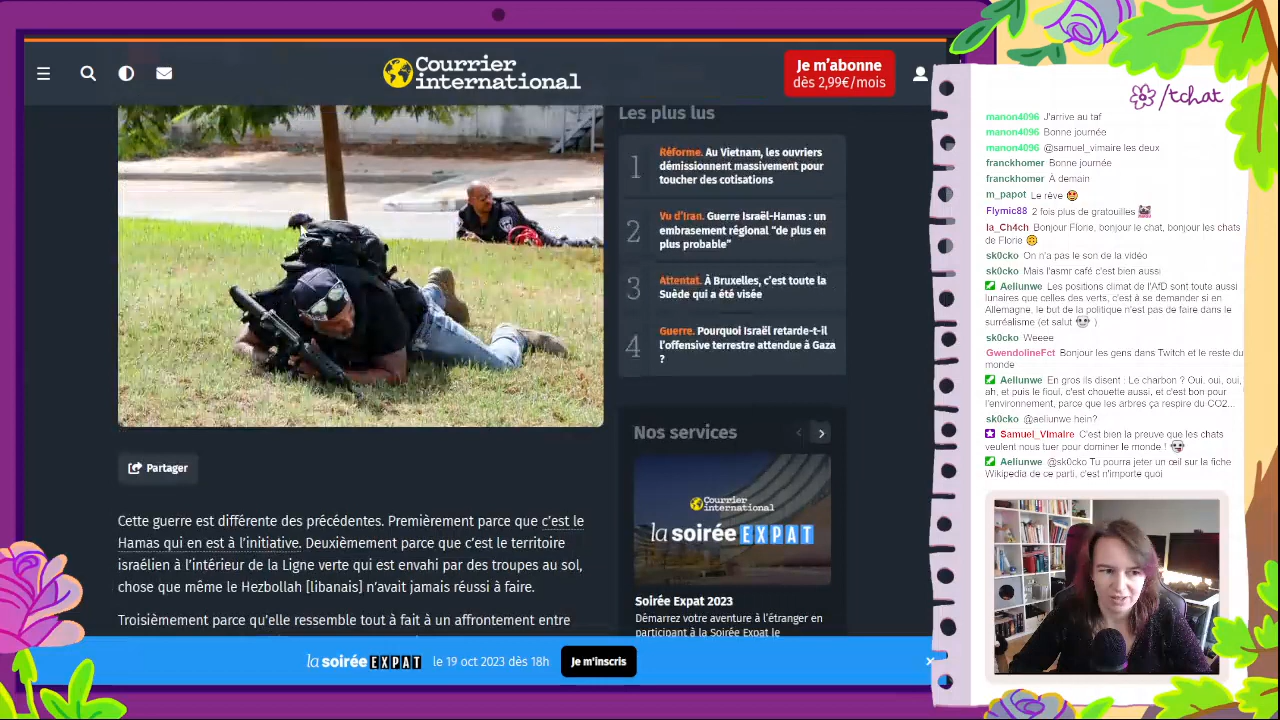 Courrier
international
Je m'abonne
dès 2,99€/mois
Les plus lus
1
Réforme. Au Vietnam, les ouvriers
démissionnent massivement pour
toucher des cotisations
2
Vu d'Iran. Guerre Israël-Hamas : un
embrasement régional "de plus en
plus probable"
3
Attentat. À Bruxelles, c'est toute la
Suède qui a été visée
4
Guerre. Pourquoi Israël retarde-t-il
l'offensive terrestre attendue à Gaza
?
Partager
Nos services
Courrier
international
la soirée EXPAT
Soirée Expat 2023
Démarrez votre aventure à l'étranger en
participant à la Soirée Expat le
Cette guerre est différente des précédentes. Premièrement parce que c'est le
Hamas qui en est à l'initiative. Deuxièmement parce que c'est le territoire
israélien à l'intérieur de la Ligne verte qui est envahi par des troupes au sol,
chose que même le Hezbollah [libanais] n'avait jamais réussi à faire.
Troisièmement parce qu'elle ressemble tout à fait à un affrontement entre
la soirée EXPAT le 19 oct 2023 dès 18h Je m'inscris
/tchat
manon4096 J'arrive au taf
manon4096 Bonne journée
manon4096 @samuel_vimaire les deux
franckhomer Bonne journée
franckhomer À demain
m_papot Le rêve
Flymic88 2 fois plus de gratouilles
la_Ch4ch Bonjour Florie, bonjour le chat, bonjour les chats
de Florie
sk0cko On n'a pas le son de la vidéo
sk0cko Mais l'asmr café c'est bien aussi
Aeliunwe Les positions climat de l'AfD sont toute aussi
lunaires que celles des verts, c'est à se demander si en
Allemagne, le but de la politique n'est pas de faire dans le
surréalisme (et salut )
sk0cko Weeee
GwendolineFct Bonjour les gens dans Twitch et le reste du
monde
Aeliunwe En gros ils disent : Le charbon ? Oui, oui, oui,
ah, et puis le fioul, c'est chouette aussi, et c'est bon pour
l'environnement, parce que les arbres ça respire du CO2...
sk0cko @aeliunwe hein?
Samuel_Vimaire C'est bien la preuve que les chats
veulent nous tuer pour dominer le monde !
Aeliunwe @sk0cko Tu pourra jeter un œil sur la fiche
Wikipedia de ce parti, c'est n'importe quoi